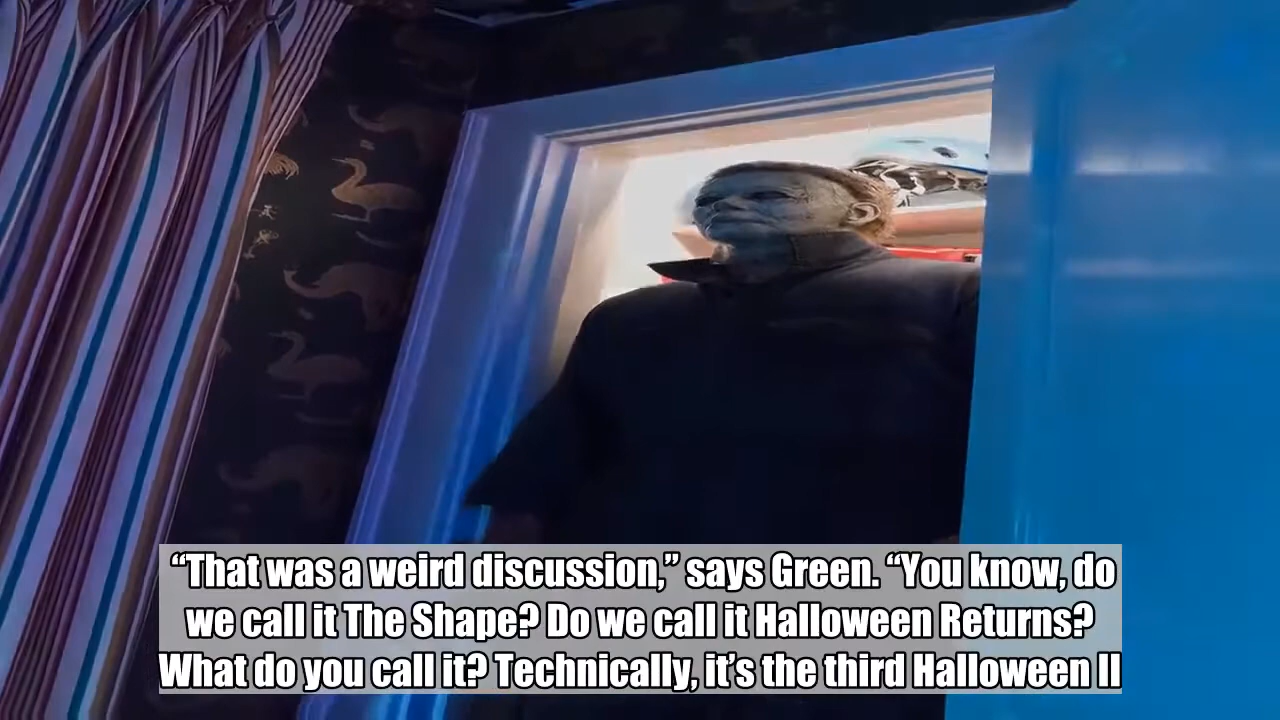 “That was a weird discussion,” says Green. “You know, do
we call it The Shape? Do we call it Halloween Returns?
What do you call it? Technically, it’s the third Halloween II